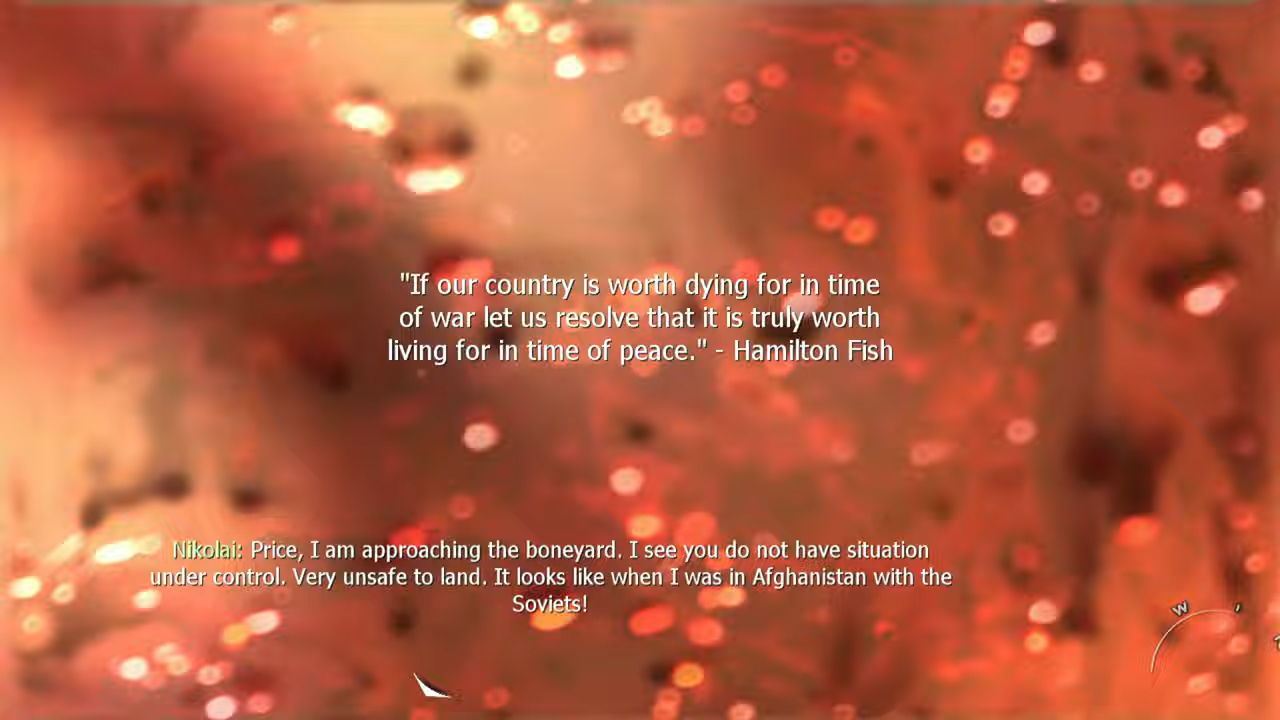 "If our country is worth dying for in time
of war let us resolve that it is truly worth
living for in time of peace." - Hamilton Fish
Nikolai: Price, I am approaching the boneyard. I see you do not have situation
under control. Very unsafe to land. It looks like when I was in Afghanistan with the
Soviets!
W